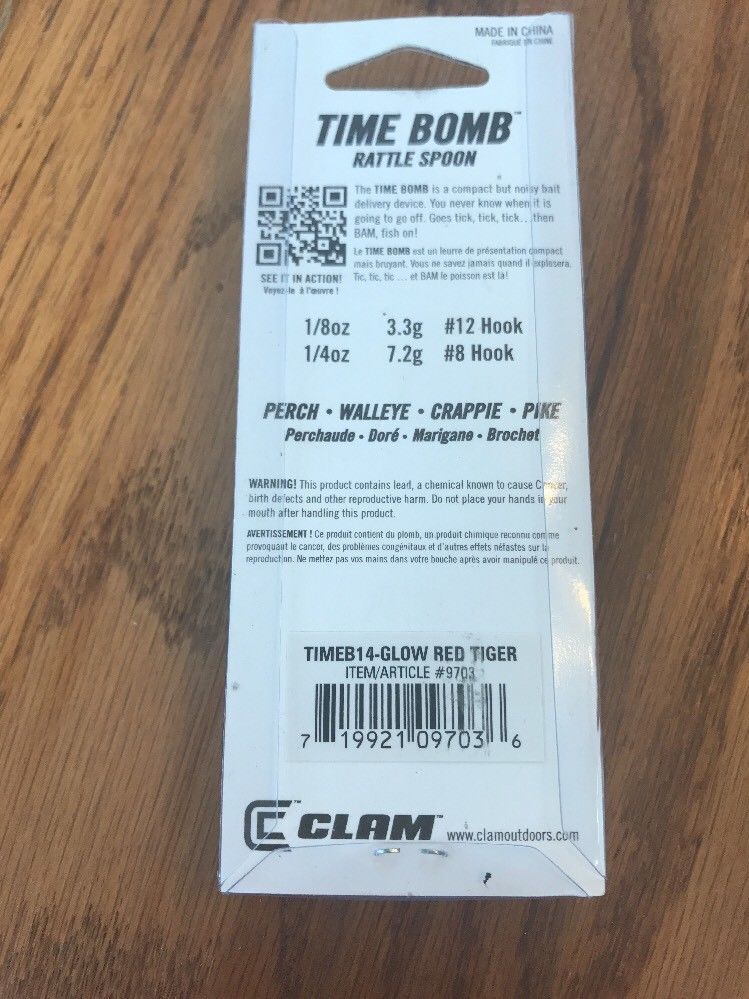 MADE IN CHINA
FABRIQUÉ EN CHINE
TIME BOMB™
RATTLE SPOON
The TIME BOMB is a compact but noisy bait
delivery device. You never know when it is
going to go off. Goes tick, tick, tick...then
BAM, fish on!
Le TIME BOMB est un leurre de présentation compact
mais bruyant. Vous ne savez jamais quand il explosera.
Tic, tic, tic ... et BAM le poisson est là!
SEE IT IN ACTION!
Voyez-le à l'œuvre !
1/8oz 3.3g #12 Hook
1/4oz 7.2g #8 Hook
PERCH • WALLEYE • CRAPPIE • PIKE
Perchaude • Doré • Marigane • Brochet
WARNING! This product contains lead, a chemical known to cause Cancer,
birth defects and other reproductive harm. Do not place your hands in your
mouth after handling this product.
AVERTISSEMENT ! Ce produit contient du plomb, un produit chimique reconnu comme
provoquant le cancer, des problèmes congénitaux et d'autres effets néfastes sur la
reproduction. Ne mettez pas vos mains dans votre bouche après avoir manipulé ce produit.
TIMEB14-GLOW RED TIGER
ITEM/ARTICLE #9703
7 19921 09703 6
CLAM™ www.clamoutdoors.com